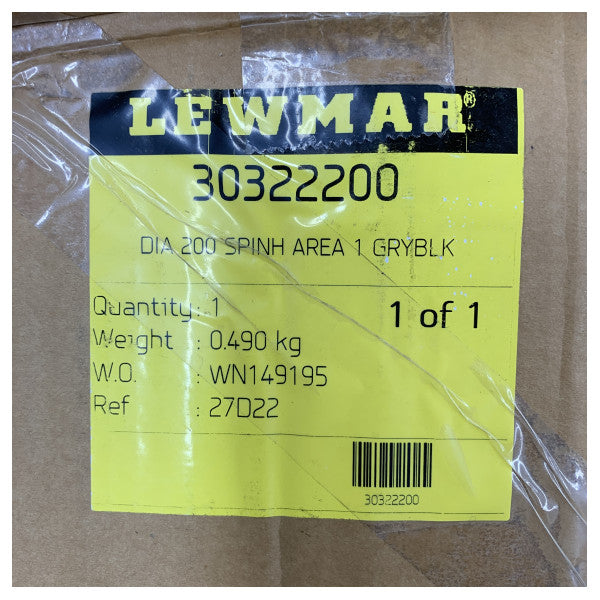 LEWMAR®
30322200
DIA 200 SPINH AREA 1 GRYBLK
Quantity: 1
1 of 1
Weight : 0.490 kg
W.O. : WN149195
Ref : 27D22
30322200